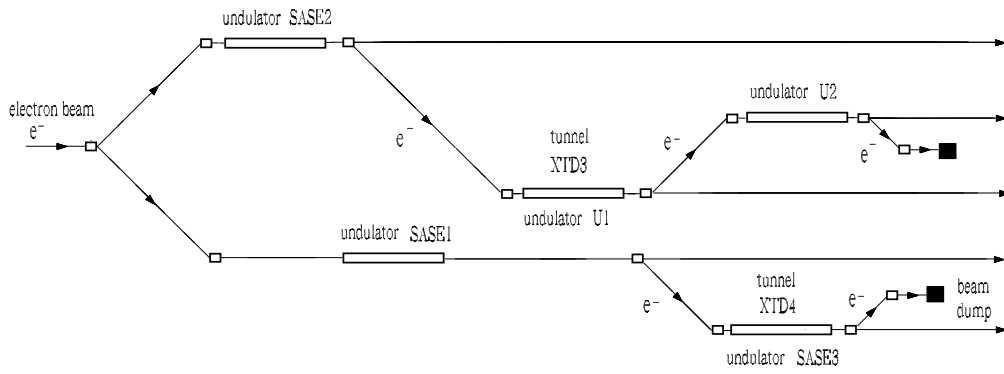 undulator SASE2
electron beam
e⁻
undulator U2
e⁻
e⁻
e⁻
tunnel
XTD3
undulator U1
undulator SASE1
tunnel
XTD4
e⁻
e⁻
beam
dump
undulator SASE3